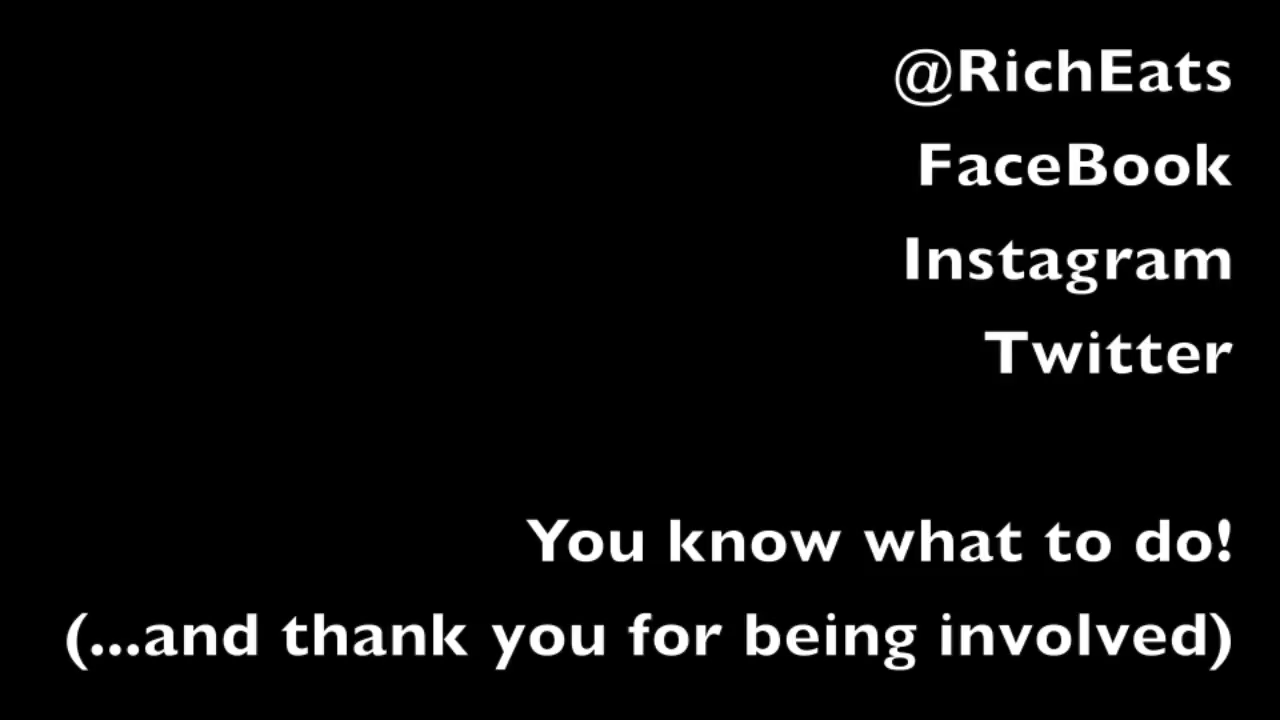 @RichEats
FaceBook
Instagram
Twitter
You know what to do!
(...and thank you for being involved)